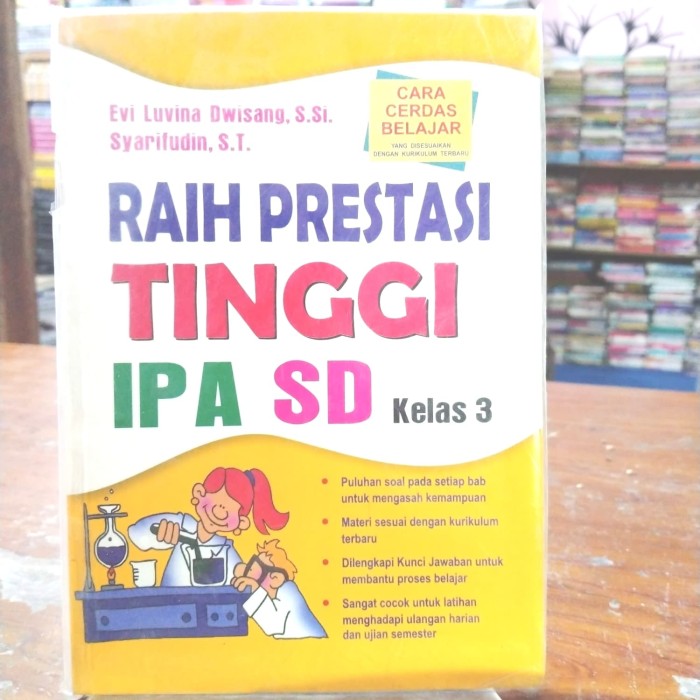 Evi Luvina Dwisang, S.Si.
Syarifudin, S.T.
CARA
CERDAS
BELAJAR
YANG DISESUAIKAN
DENGAN KURIKULUM TERBARU
RAIH PRESTASI
TINGGI
IPA SD Kelas 3
• Puluhan soal pada setiap bab
untuk mengasah kemampuan
• Materi sesuai dengan kurikulum
terbaru
• Dilengkapi Kunci Jawaban untuk
membantu proses belajar
• Sangat cocok untuk latihan
menghadapi ulangan harian
dan ujian semester